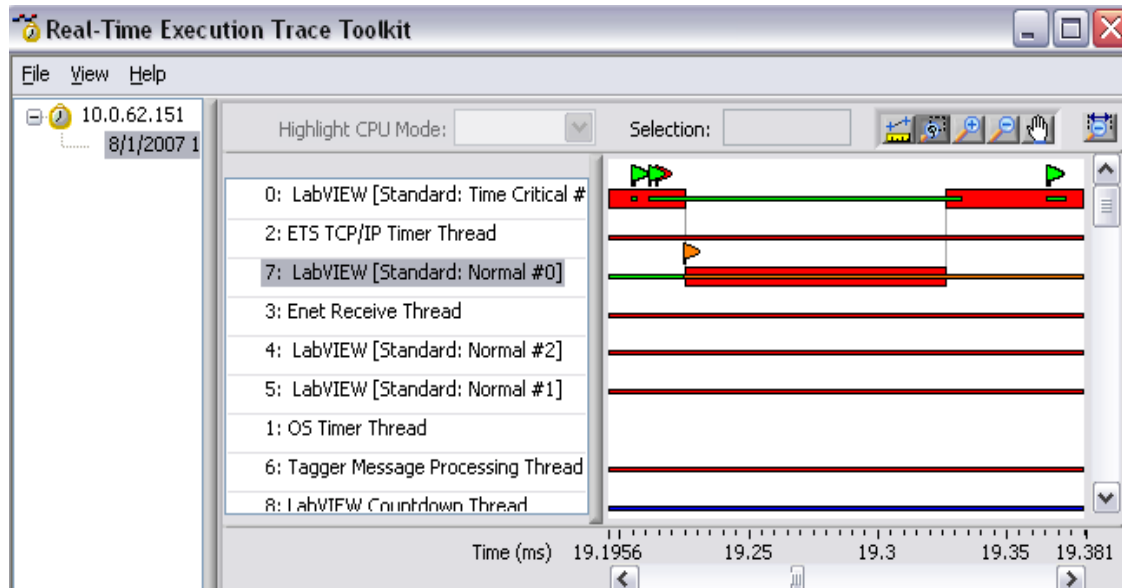 Real-Time Execution Trace Toolkit
File View Help
10.0.62.151
8/1/2007 1
Highlight CPU Mode:
Selection:
0: LabVIEW [Standard: Time Critical #
2: ETS TCP/IP Timer Thread
7: LabVIEW [Standard: Normal #0]
3: Enet Receive Thread
4: LabVIEW [Standard: Normal #2]
5: LabVIEW [Standard: Normal #1]
1: OS Timer Thread
6: Tagger Message Processing Thread
8: LabVIEW Countdown Thread
Time (ms) 19.1956 19.25 19.3 19.35 19.381